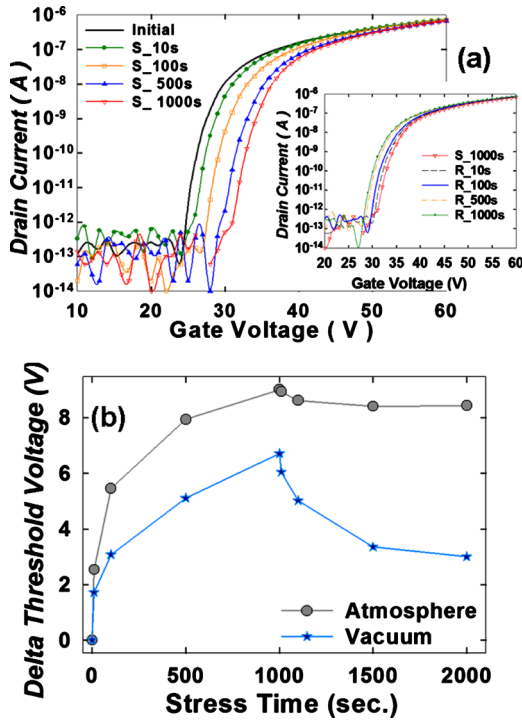 (a)
Drain Current ( A )
10-6
10-7
10-8
10-9
10-10
10-11
10-12
10-13
10-14
Initial
S_10s
S_100s
S_ 500s
S_ 1000s
10 20 30 40 50 60
Gate Voltage ( V )
Drain Current ( A )
10-6
10-7
10-8
10-9
10-10
10-11
10-12
10-13
10-14
S_1000s
R_10s
R_100s
R_500s
R_1000s
20 25 30 35 40 45 50 55 60
Gate Voltage (V)
(b)
Delta Threshold Voltage (V)
8
6
4
2
0
Atmosphere
Vacuum
0 500 1000 1500 2000
Stress Time (sec.)